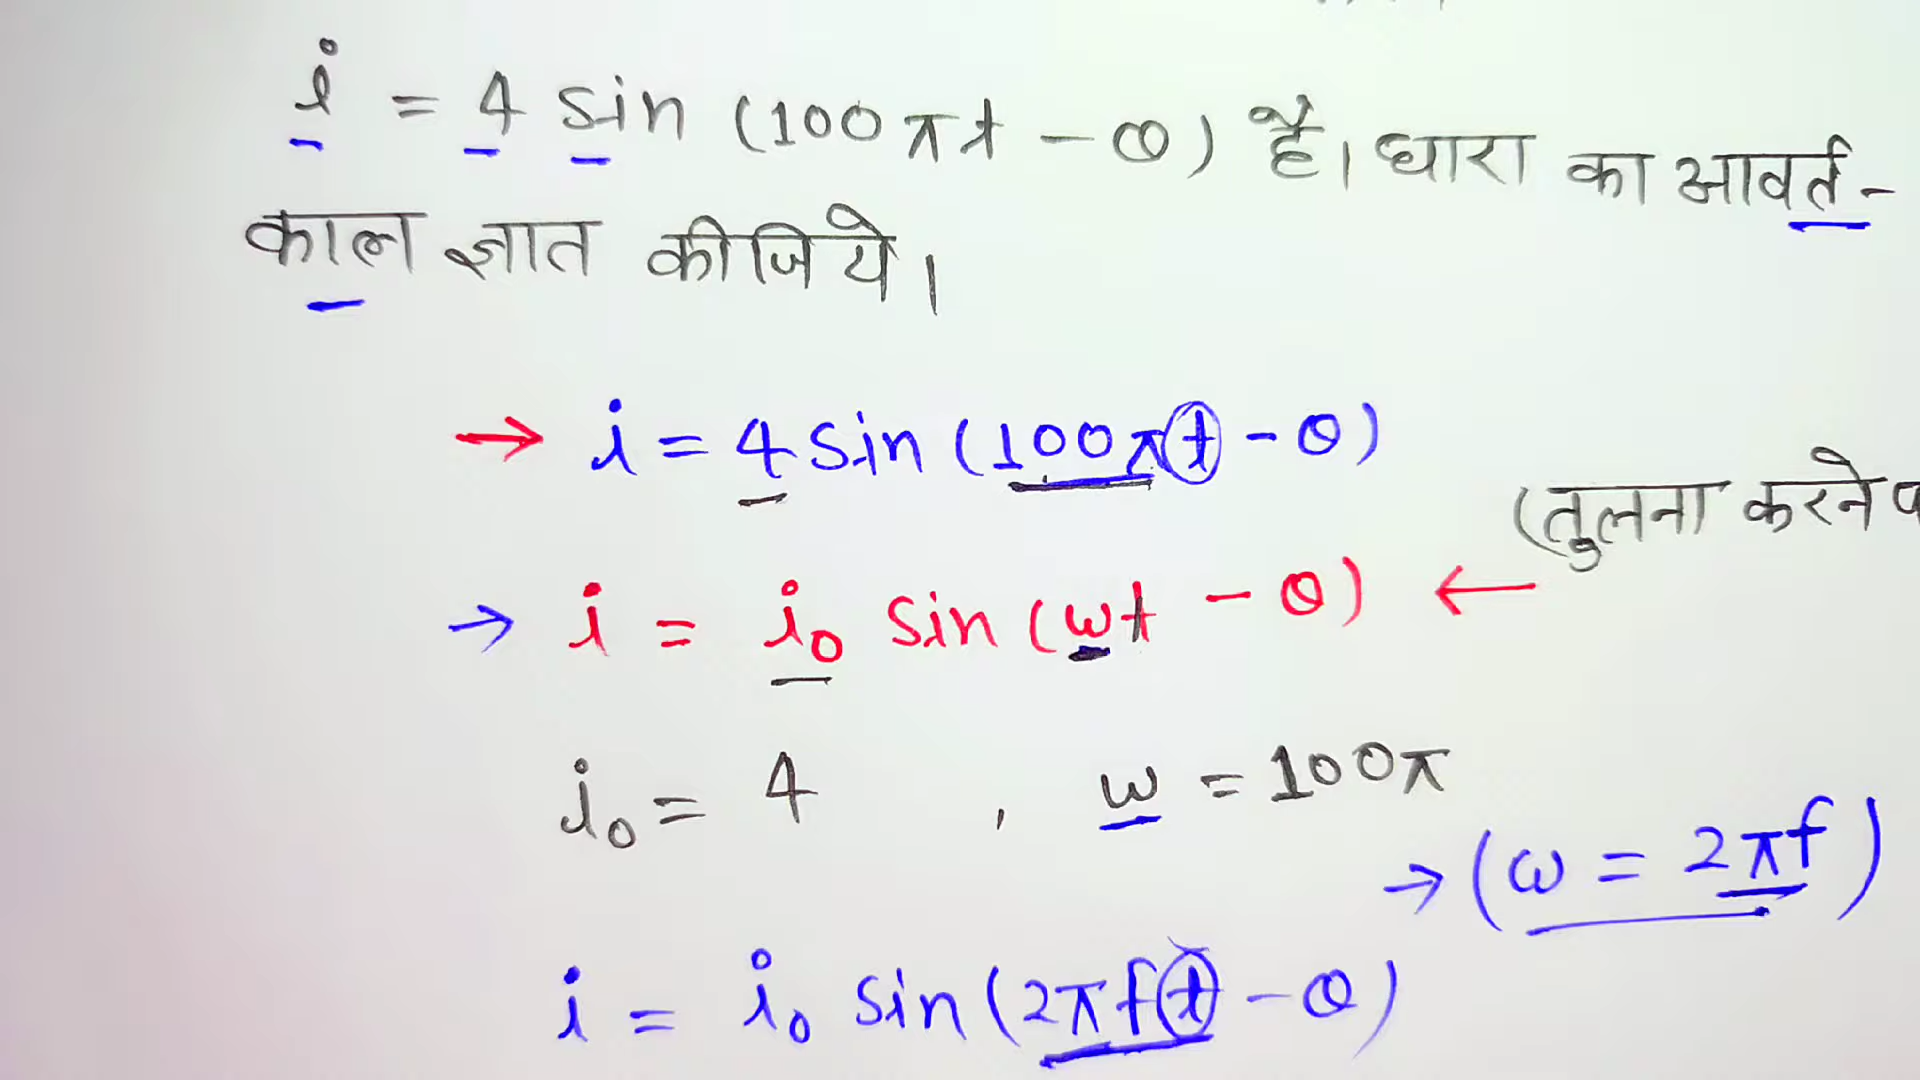 i = 4 sin (100πt - θ) है। धारा का आवर्त-
काल ज्ञात कीजिये।
→ i = 4 sin (100πt - θ)
(तुलना करने
→ i = i₀ sin (ωt - θ) ←
i₀ = 4 , ω = 100π
→ (ω = 2πf)
i = i₀ sin (2πft - θ)